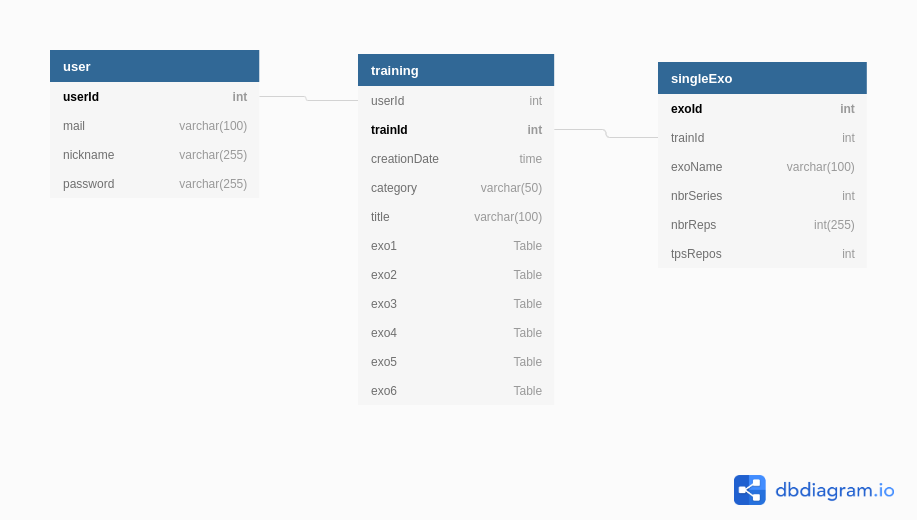 user
userId int
mail varchar(100)
nickname varchar(255)
password varchar(255)
training
userId int
trainId int
creationDate time
category varchar(50)
title varchar(100)
exo1 Table
exo2 Table
exo3 Table
exo4 Table
exo5 Table
exo6 Table
singleExo
exoId int
trainId int
exoName varchar(100)
nbrSeries int
nbrReps int(255)
tpsRepos int
dbdiagram.io